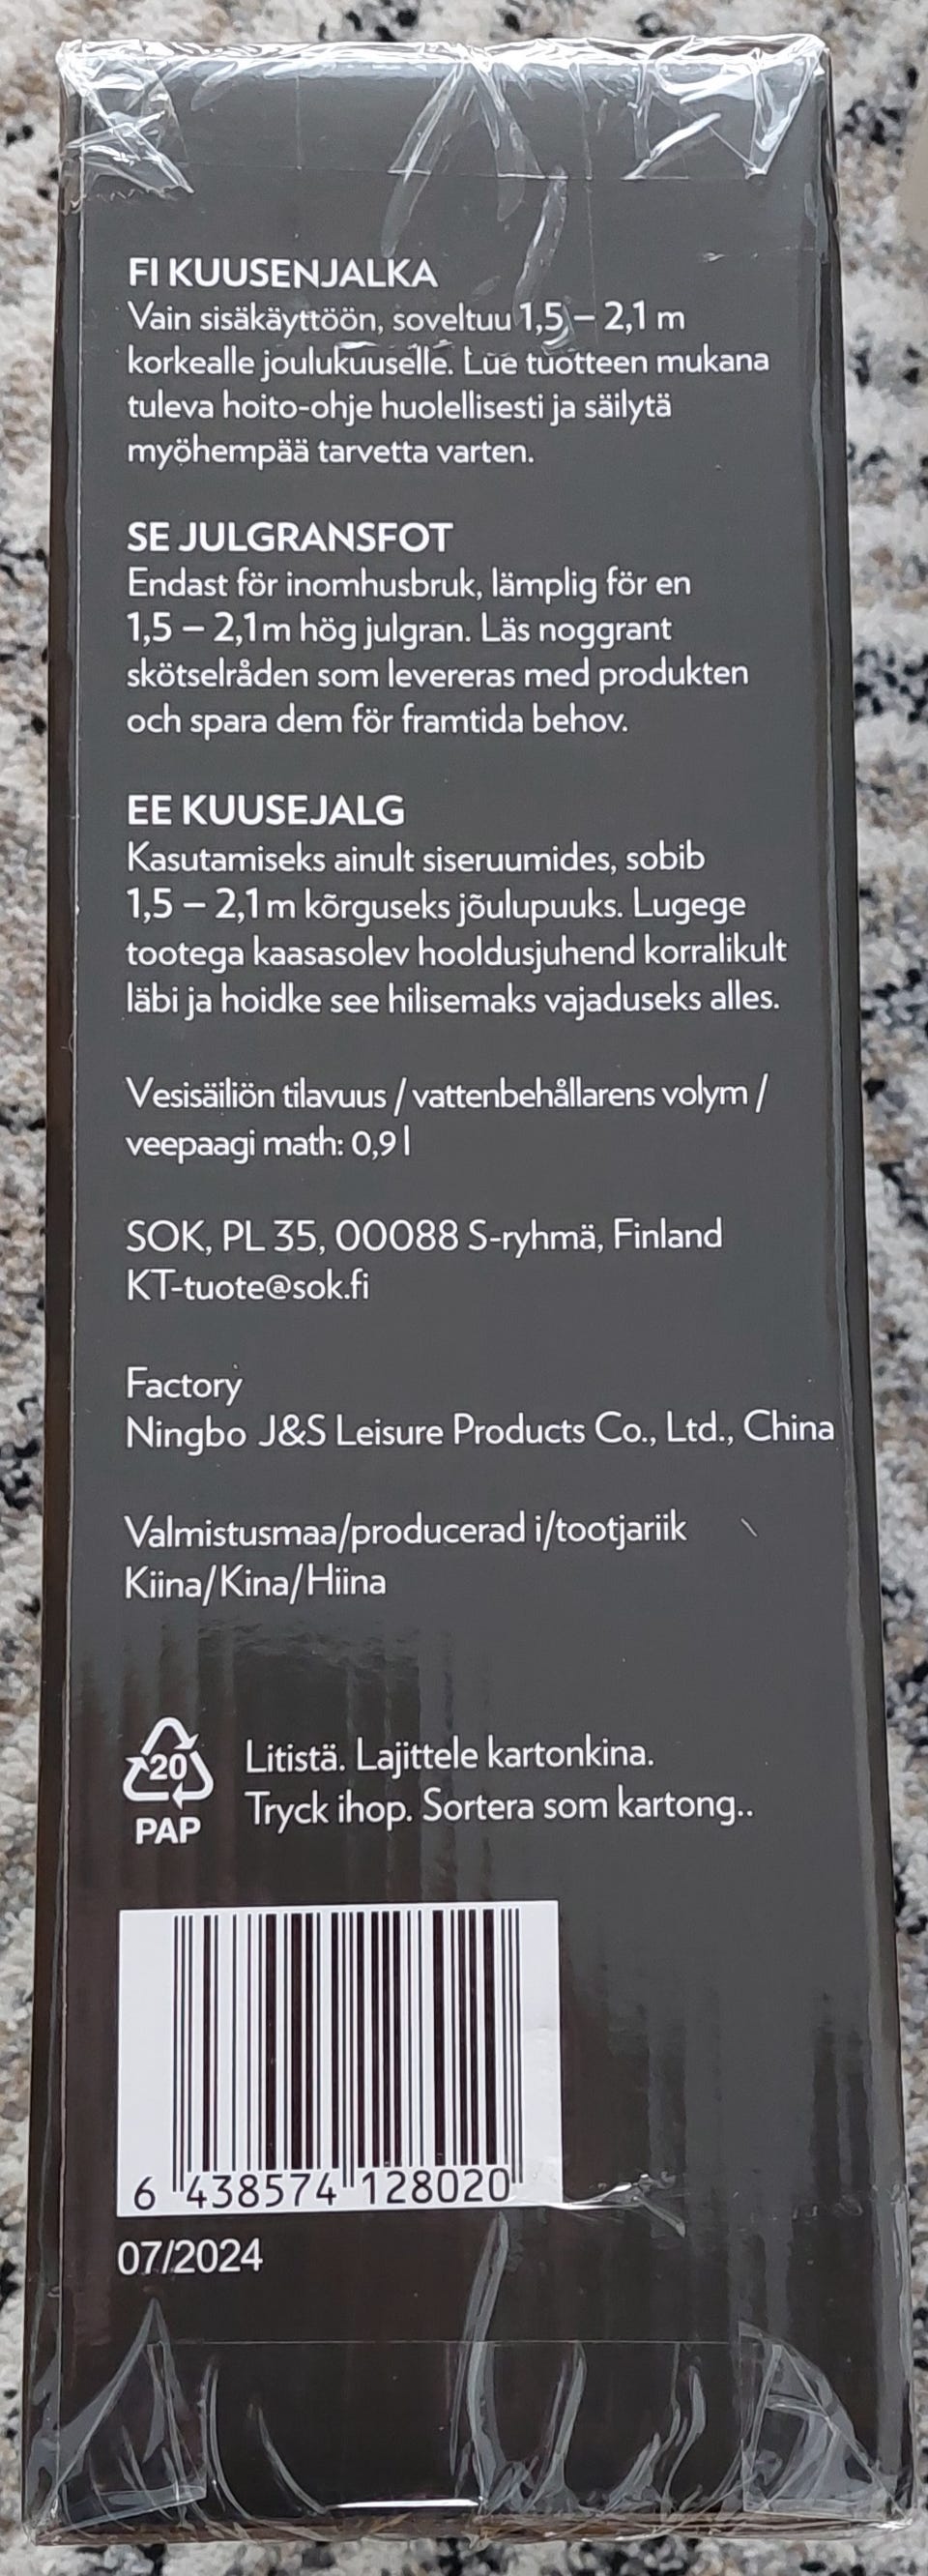 FI KUUSENJALKA
Vain sisäkäyttöön, soveltuu 1,5 – 2,1 m
korkealle joulukuuselle. Lue tuotteen mukana
tuleva hoito-ohje huolellisesti ja säilytä
myöhempää tarvetta varten.
SE JULGRANSFOT
Endast för inomhusbruk, lämplig för en
1,5 – 2,1 m hög julgran. Läs noggrant
skötselråden som levereras med produkten
och spara dem för framtida behov.
EE KUUSEJALG
Kasutamiseks ainult siseruumides, sobib
1,5 – 2,1 m kõrguseks jõulupuuks. Lugege
tootega kaasasolev hooldusjuhend korralikult
läbi ja hoidke see hilisemaks vajaduseks alles.
Vesisäiliön tilavuus / vattenbehållarens volym /
veepaagi math: 0,9 l
SOK, PL 35, 00088 S-ryhmä, Finland
KT-tuote@sok.fi
Factory
Ningbo J&S Leisure Products Co., Ltd., China
Valmistusmaa/producerad i/tootjariik
Kiina/Kina/Hiina
20
PAP
Litistä. Lajittele kartonkina.
Tryck ihop. Sortera som kartong..
6 438574 128020
07/2024